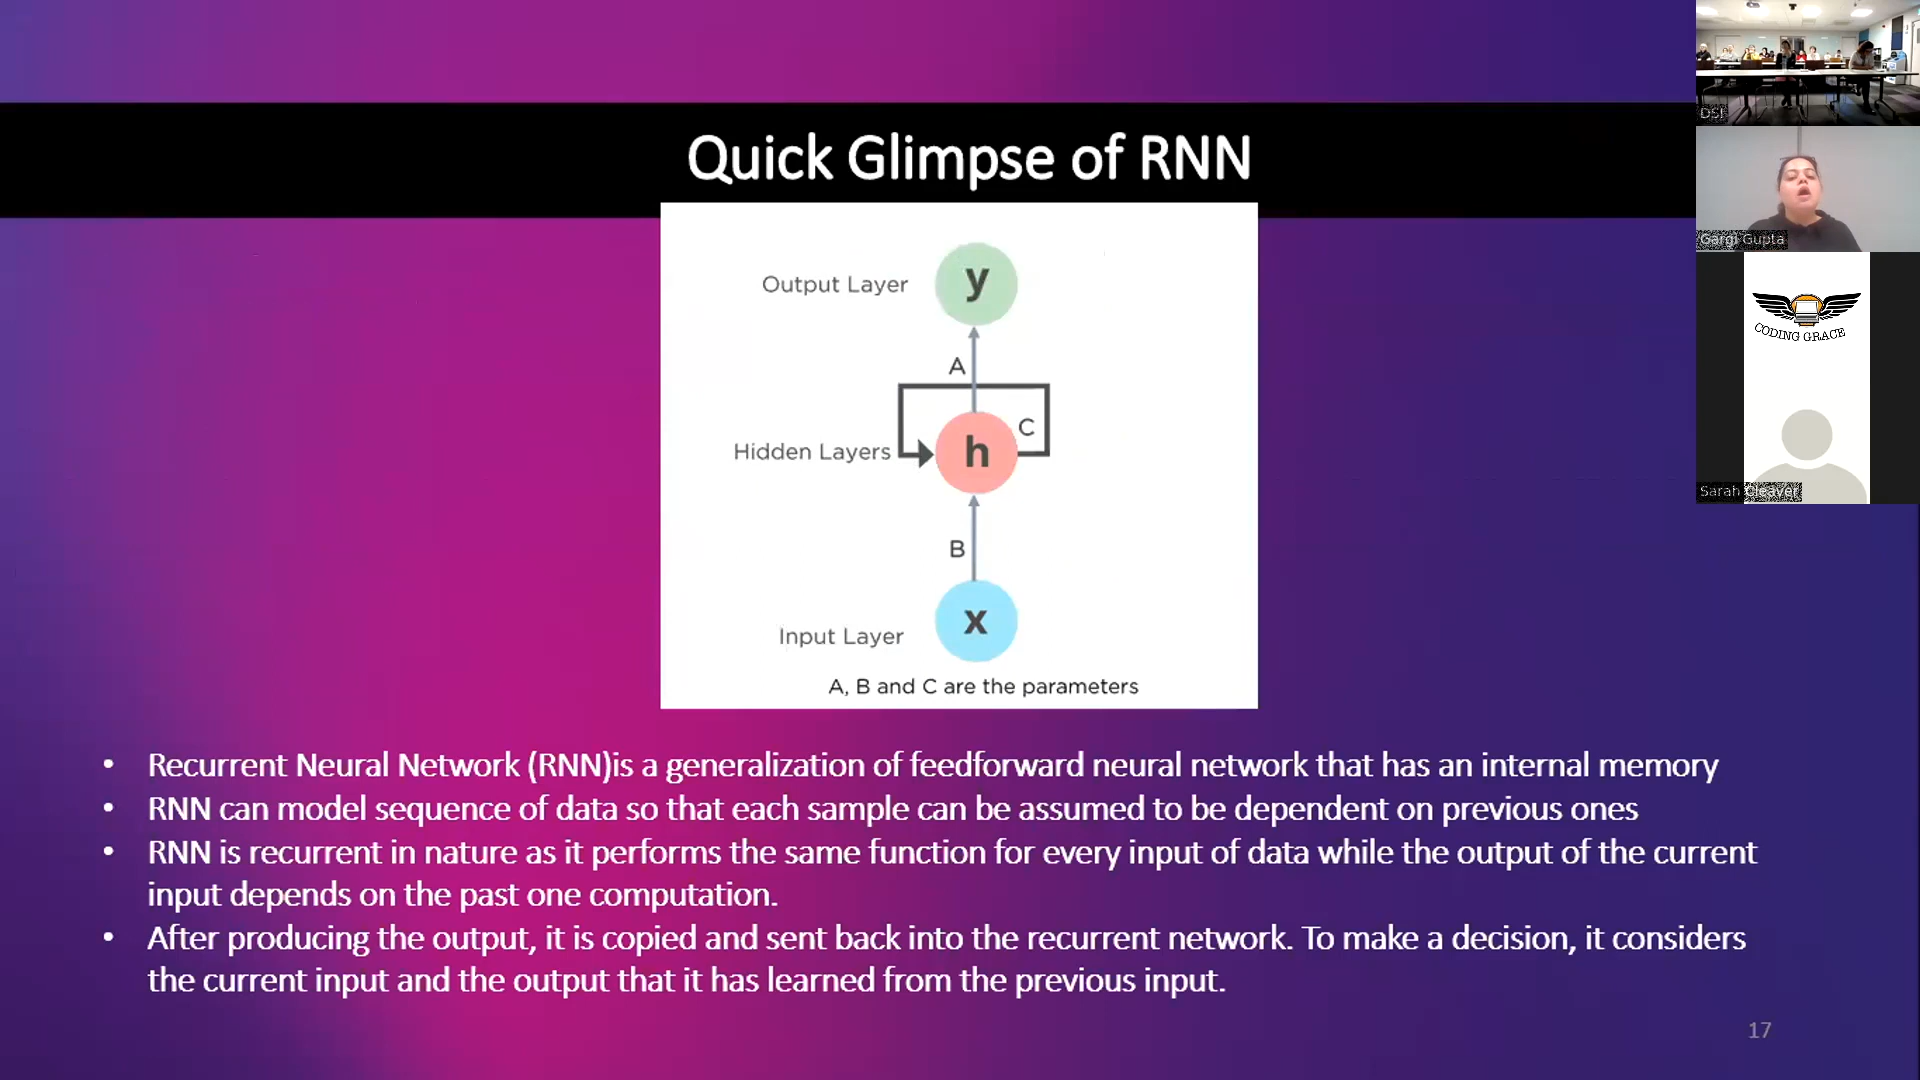 Quick Glimpse of RNN
Output Layer
y
A
C
Hidden Layers
h
B
x
Input Layer
A, B and C are the parameters
• Recurrent Neural Network (RNN)is a generalization of feedforward neural network that has an internal memory
• RNN can model sequence of data so that each sample can be assumed to be dependent on previous ones
• RNN is recurrent in nature as it performs the same function for every input of data while the output of the current
input depends on the past one computation.
• After producing the output, it is copied and sent back into the recurrent network. To make a decision, it considers
the current input and the output that it has learned from the previous input.
17
DSI
Gargi Gupta
CODING GRACE
Sarah Cleaver